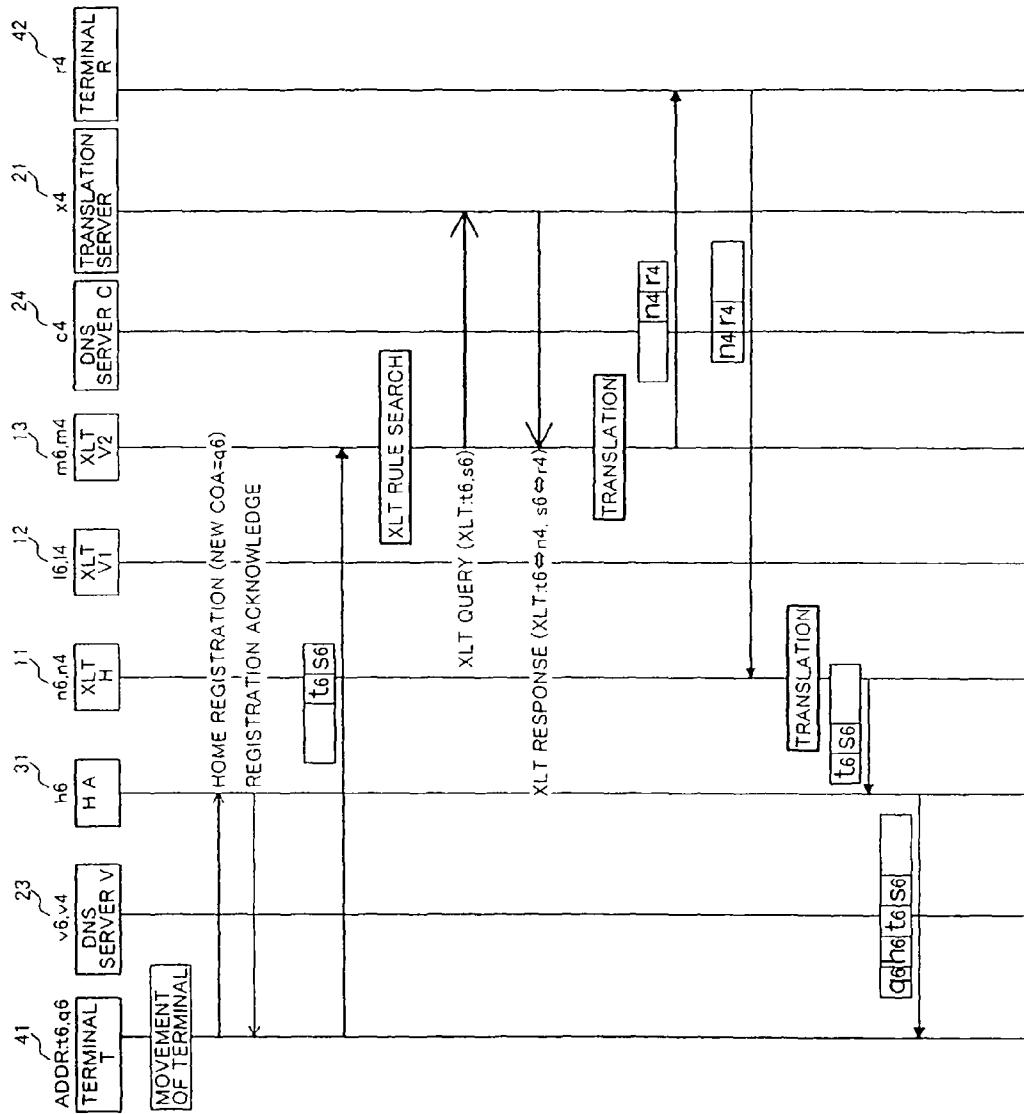 41
ADDR:t6,q6
TERMINAL
T
23
v6,v4
DNS
SERVER V
31
h6
H A
11
n6,n4
XLT
H
12
l6,l4
XLT
V1
13
m6,m4
XLT
V2
24
c4
DNS
SERVER C
21
x4
TRANSLATION
SERVER
42
r4
TERMINAL
R
MOVEMENT
OF TERMINAL
HOME REGISTRATION (NEW COA=q6)
REGISTRATION ACKNOWLEDGE
t6 s6
XLT RULE SEARCH
XLT QUERY (XLT:t6,s6)
XLT RESPONSE (XLT:t6⇔n4, s6⇔r4)
TRANSLATION
n4 r4
n4 r4
TRANSLATION
t6 s6
q6 h6 t6 s6